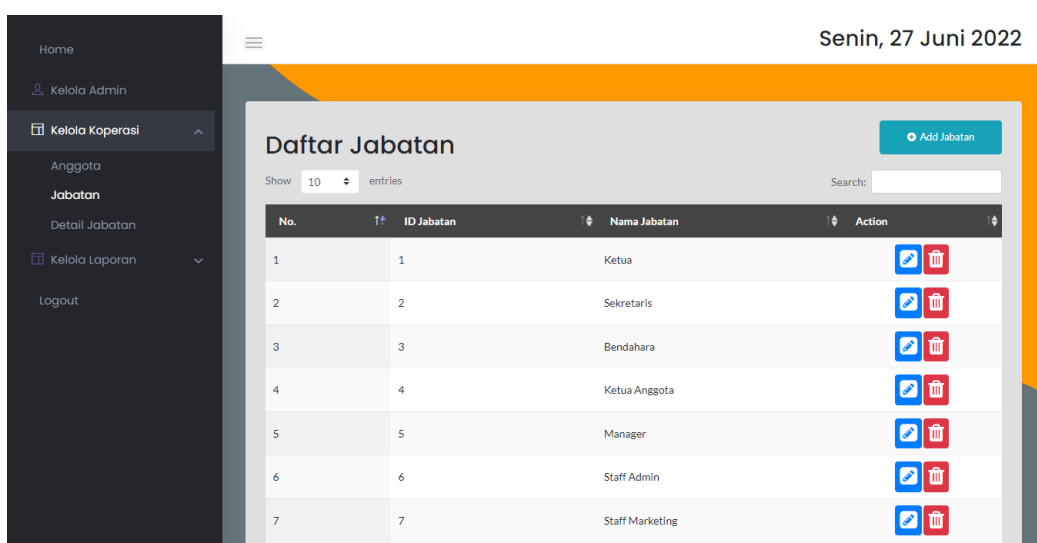 Home
Kelola Admin
Kelola Koperasi
Anggota
Jabatan
Detail Jabatan
Kelola Laporan
Logout
Senin, 27 Juni 2022
Daftar Jabatan
Add Jabatan
Show 10 entries
Search:
No. ID Jabatan Nama Jabatan Action
1 1 Ketua
2 2 Sekretaris
3 3 Bendahara
4 4 Ketua Anggota
5 5 Manager
6 6 Staff Admin
7 7 Staff Marketing